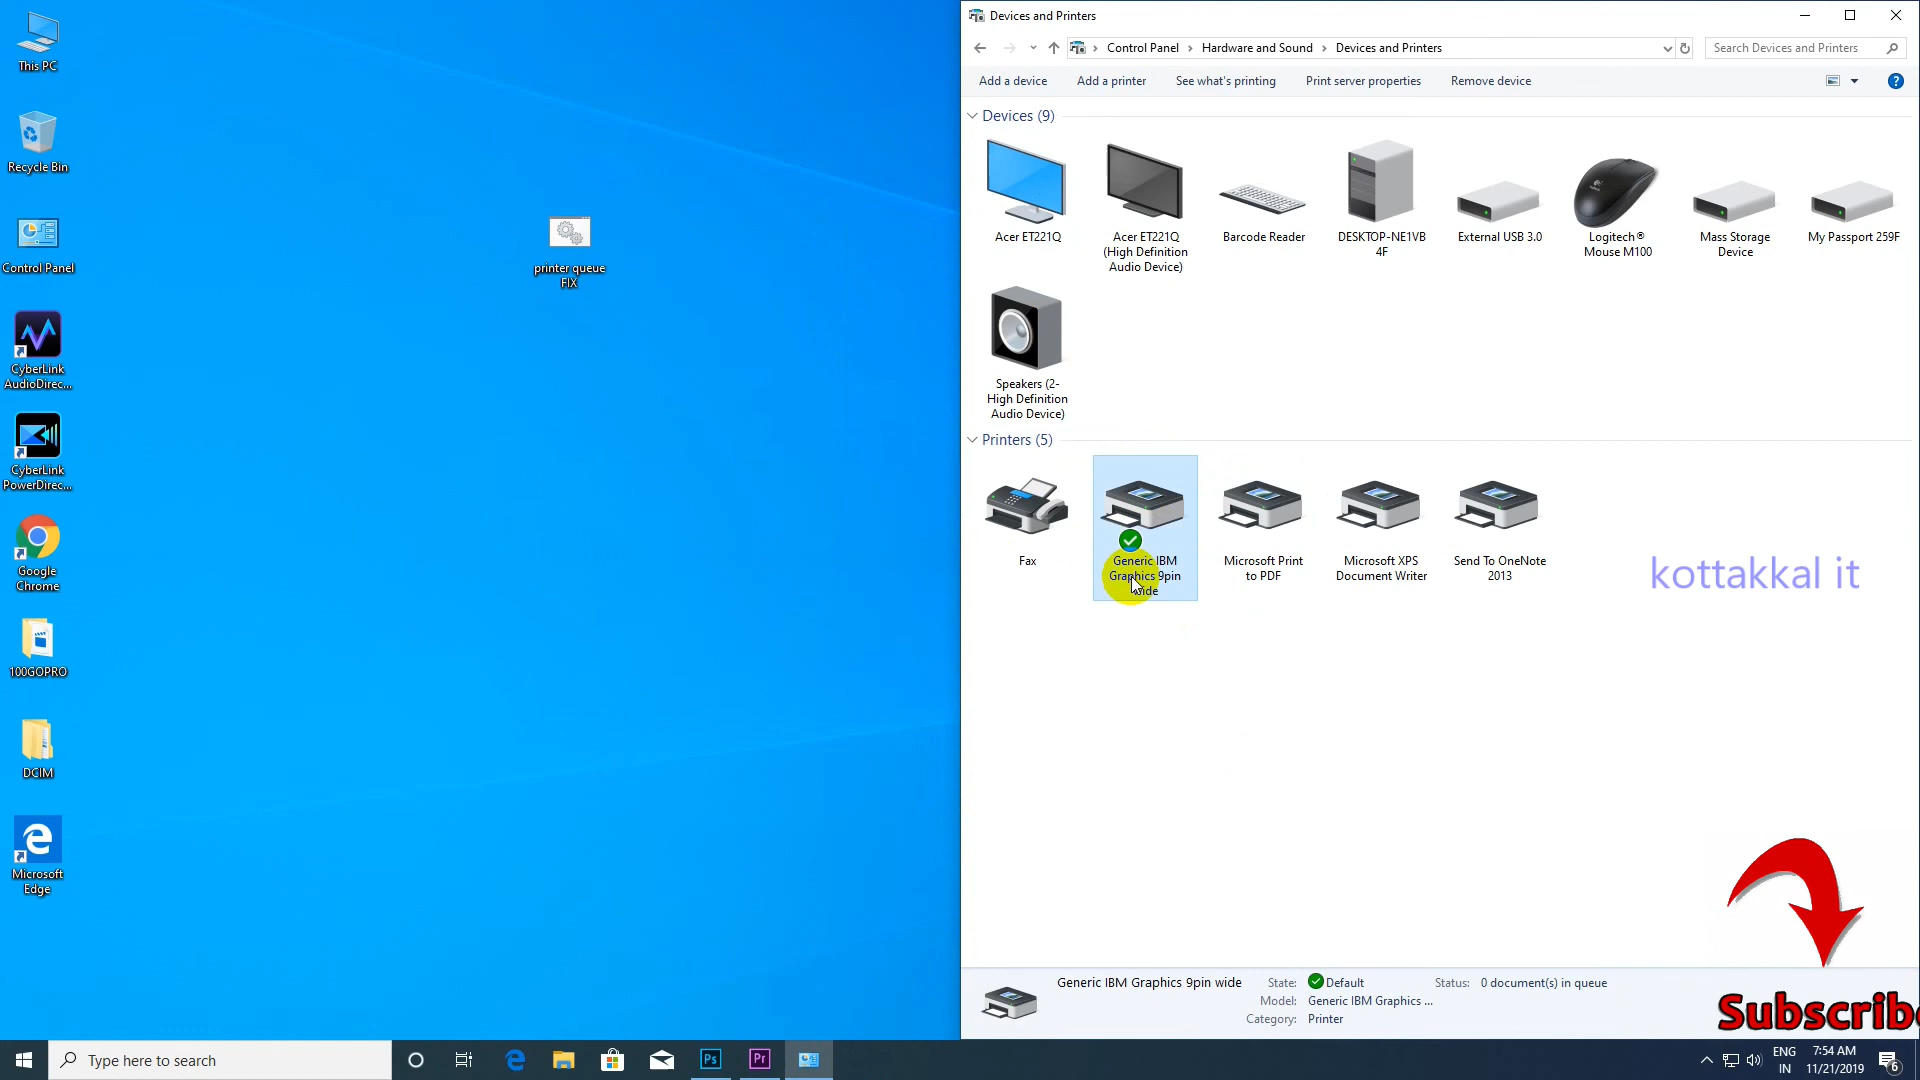 This PC
Recycle Bin
Control Panel
CyberLink
AudioDirec...
CyberLink
PowerDirec...
Google
Chrome
100GOPRO
DCIM
Microsoft
Edge
printer queue
FIX
Devices and Printers
Control Panel > Hardware and Sound > Devices and Printers
Search Devices and Printers
Add a device
Add a printer
See what's printing
Print server properties
Remove device
?
Devices (9)
Acer ET221Q
Acer ET221Q
(High Definition
Audio Device)
Barcode Reader
DESKTOP-NE1VB
4F
External USB 3.0
Logitech®
Mouse M100
Mass Storage
Device
My Passport 259F
Speakers (2-
High Definition
Audio Device)
Printers (5)
Fax
Generic IBM
Graphics 9pin
wide
Microsoft Print
to PDF
Microsoft XPS
Document Writer
Send To OneNote
2013
kottakkal it
Generic IBM Graphics 9pin wide
State: Default
Status: 0 document(s) in queue
Model: Generic IBM Graphics ...
Category: Printer
Subscribe
Type here to search
Ps
Pr
ENG
IN
7:54 AM
11/21/2019
6